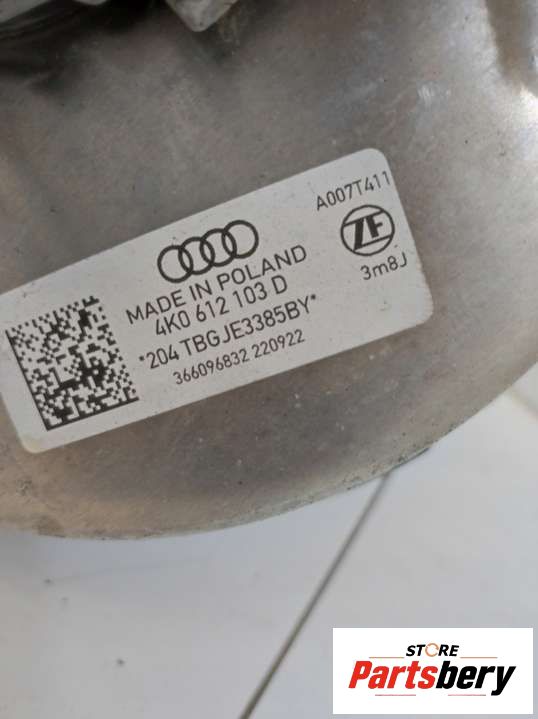 A007T411
ZF
3m8J
MADE IN POLAND
4K0 612 103 D
*204 TBGJE3385BY*
366096832 220922
STORE
Partsbery